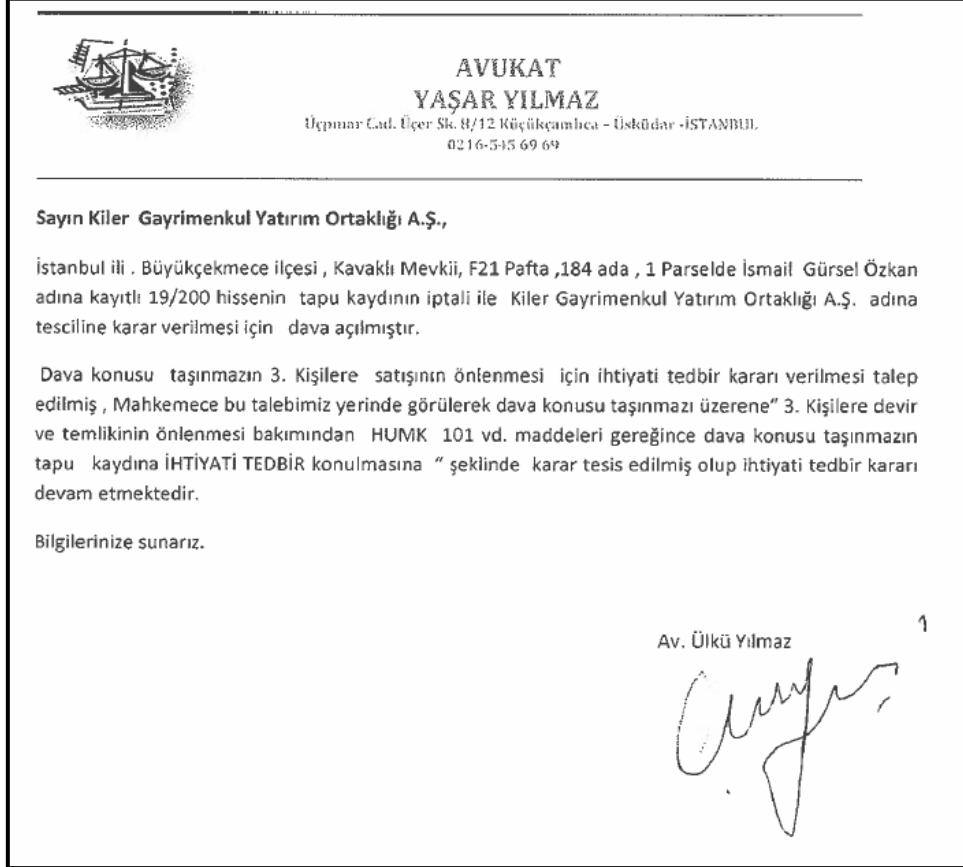 AVUKAT
YAŞAR YILMAZ
Üçpınar Cad. Üçer Sk. 8/12 Küçükçamlıca – Üsküdar -İSTANBUL
0216-545 69 69
Sayın Kiler Gayrimenkul Yatırım Ortaklığı A.Ş.,
İstanbul ili . Büyükçekmece ilçesi , Kavaklı Mevkii, F21 Pafta ,184 ada , 1 Parselde İsmail Gürsel Özkan
adına kayıtlı 19/200 hissenin tapu kaydının iptali ile Kiler Gayrimenkul Yatırım Ortaklığı A.Ş. adına
tesciline karar verilmesi için dava açılmıştır.
Dava konusu taşınmazın 3. Kişilere satışının önlenmesi için ihtiyati tedbir kararı verilmesi talep
edilmiş , Mahkemece bu talebimiz yerinde görülerek dava konusu taşınmazı üzerene" 3. Kişilere devir
ve temlikinin önlenmesi bakımından HUMK 101 vd. maddeleri gereğince dava konusu taşınmazın
tapu kaydına İHTİYATİ TEDBİR konulmasına " şeklinde karar tesis edilmiş olup ihtiyati tedbir kararı
devam etmektedir.
Bilgilerinize sunarız.
1
Av. Ülkü Yılmaz